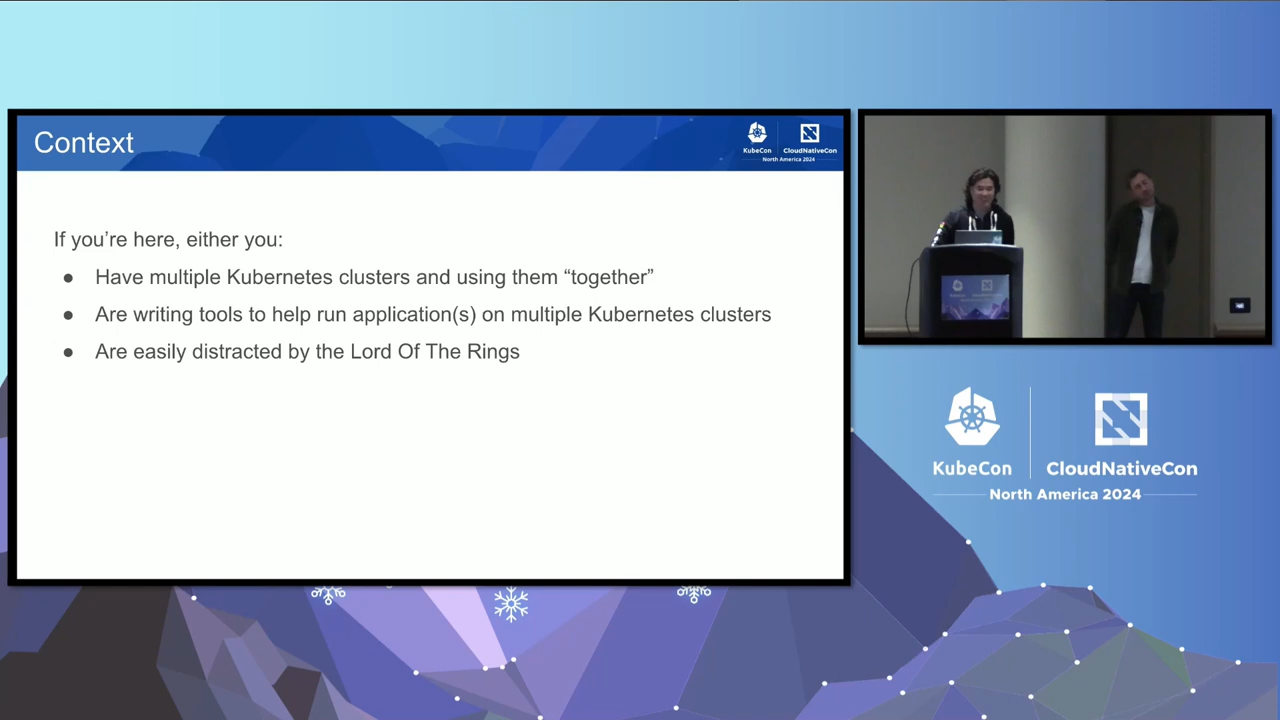 Context
KubeCon
CloudNativeCon
North America 2024
If you’re here, either you:
● Have multiple Kubernetes clusters and using them “together”
● Are writing tools to help run application(s) on multiple Kubernetes clusters
● Are easily distracted by the Lord Of The Rings
KubeCon
CloudNativeCon
North America 2024